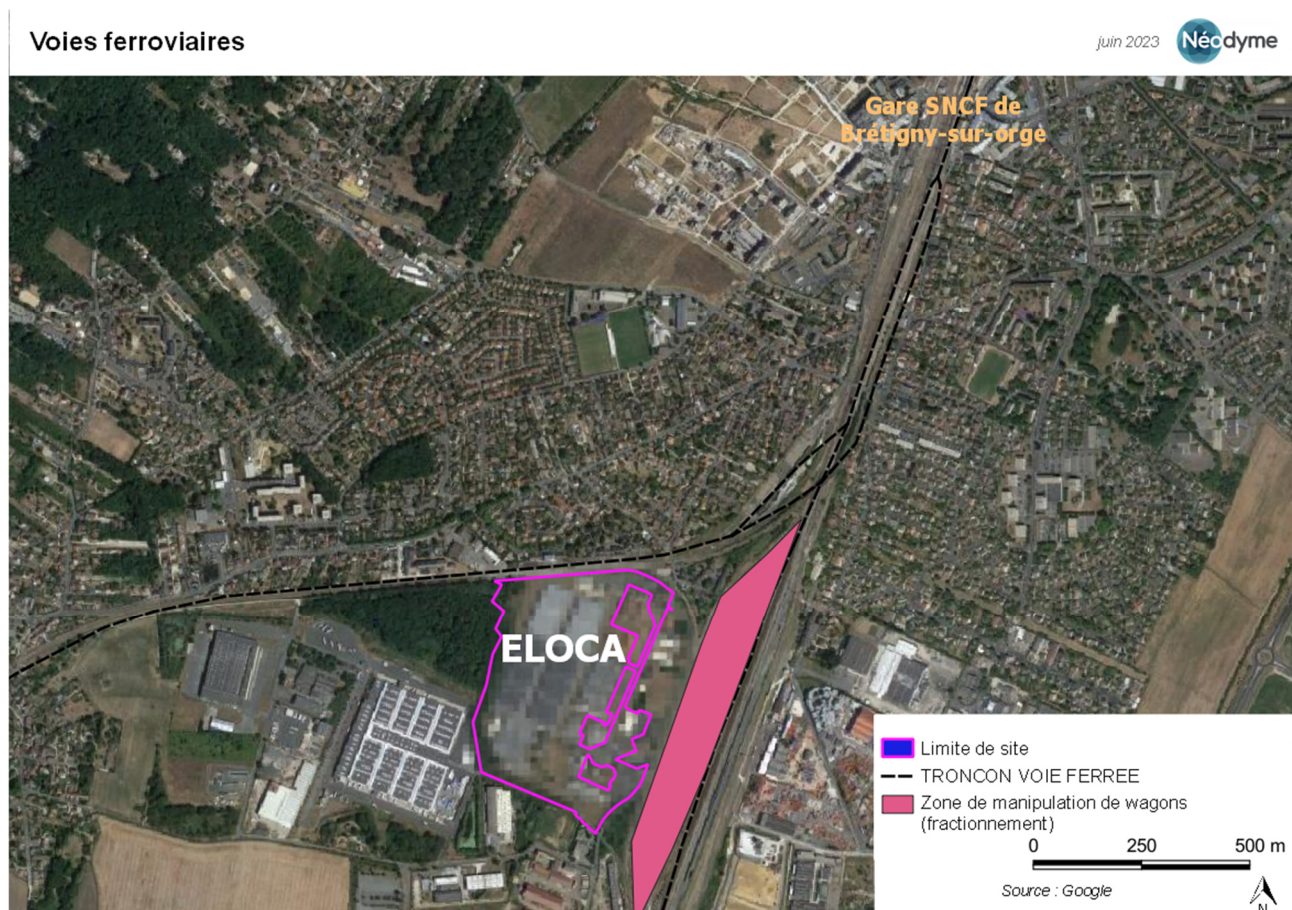 Voies ferroviaires
juin 2023
Néodyme
Gare SNCF de
Brétigny-sur-orge
ELOCA
Limite de site
TRONCON VOIE FERREE
Zone de manipulation de wagons
(fractionnement)
0 250 500 m
Source : Google
N